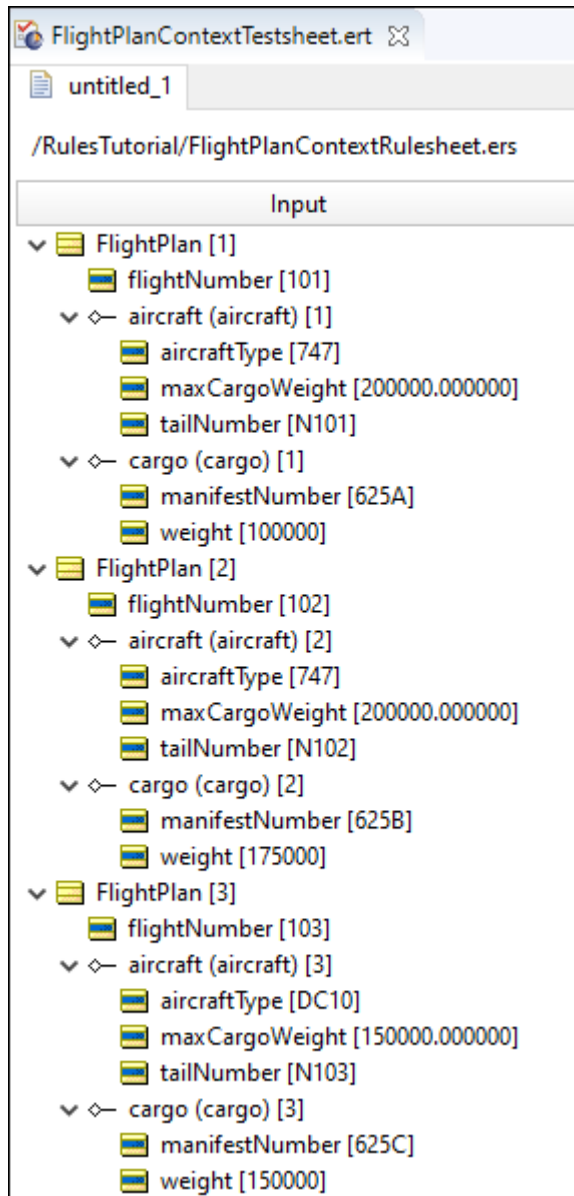 FlightPlanContextTestsheet.ert
untitled_1
/RulesTutorial/FlightPlanContextRulesheet.ers
Input
FlightPlan [1]
flightNumber [101]
aircraft (aircraft) [1]
aircraftType [747]
maxCargoWeight [200000.000000]
tailNumber [N101]
cargo (cargo) [1]
manifestNumber [625A]
weight [100000]
FlightPlan [2]
flightNumber [102]
aircraft (aircraft) [2]
aircraftType [747]
maxCargoWeight [200000.000000]
tailNumber [N102]
cargo (cargo) [2]
manifestNumber [625B]
weight [175000]
FlightPlan [3]
flightNumber [103]
aircraft (aircraft) [3]
aircraftType [DC10]
maxCargoWeight [150000.000000]
tailNumber [N103]
cargo (cargo) [3]
manifestNumber [625C]
weight [150000]